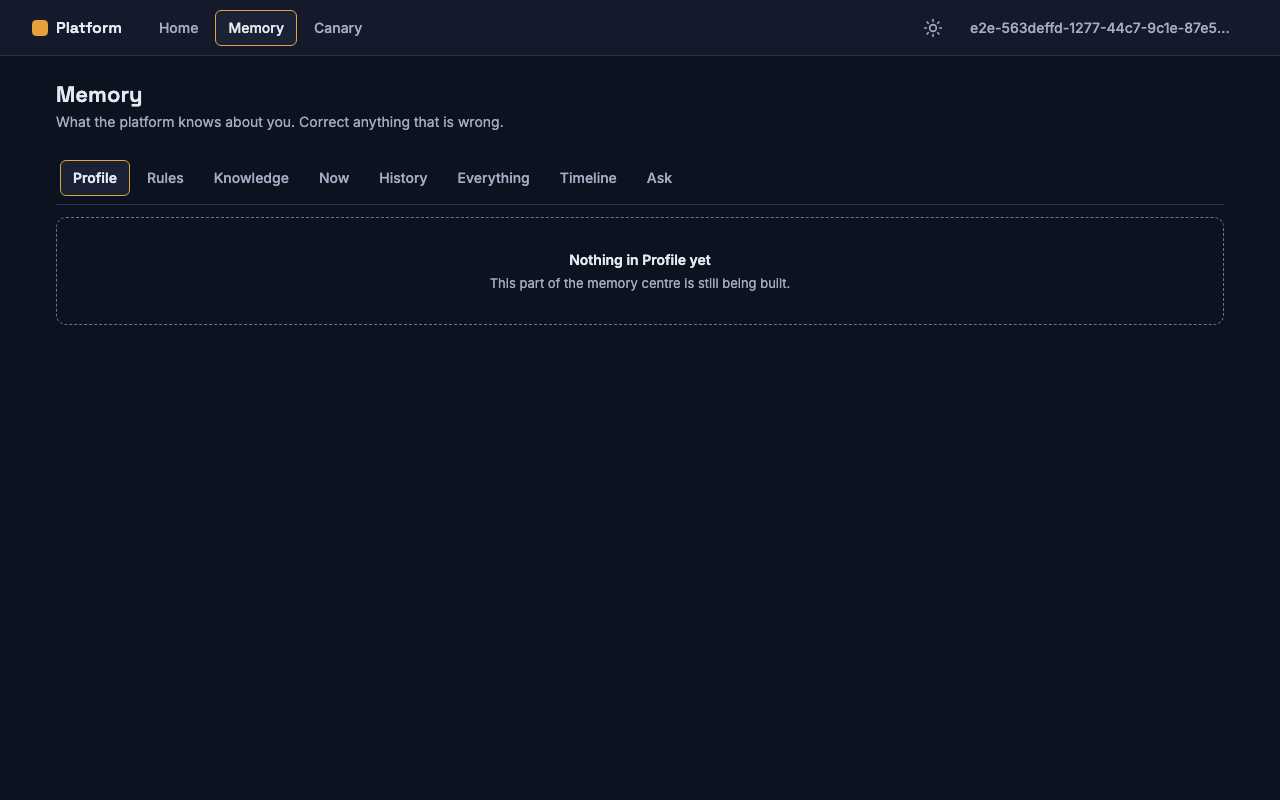 Platform
Home
Memory
Canary
e2e-563deffd-1277-44c7-9c1e-87e5...
Memory
What the platform knows about you. Correct anything that is wrong.
Profile
Rules
Knowledge
Now
History
Everything
Timeline
Ask
Nothing in Profile yet
This part of the memory centre is still being built.